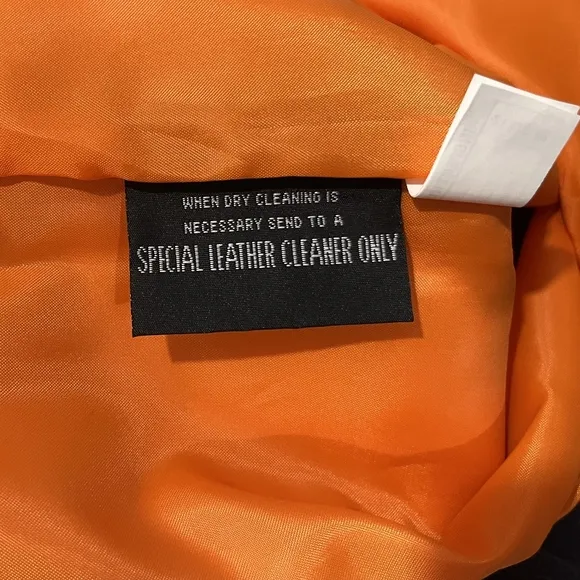 WHEN DRY CLEANING IS
NECESSARY SEND TO A
SPECIAL LEATHER CLEANER ONLY